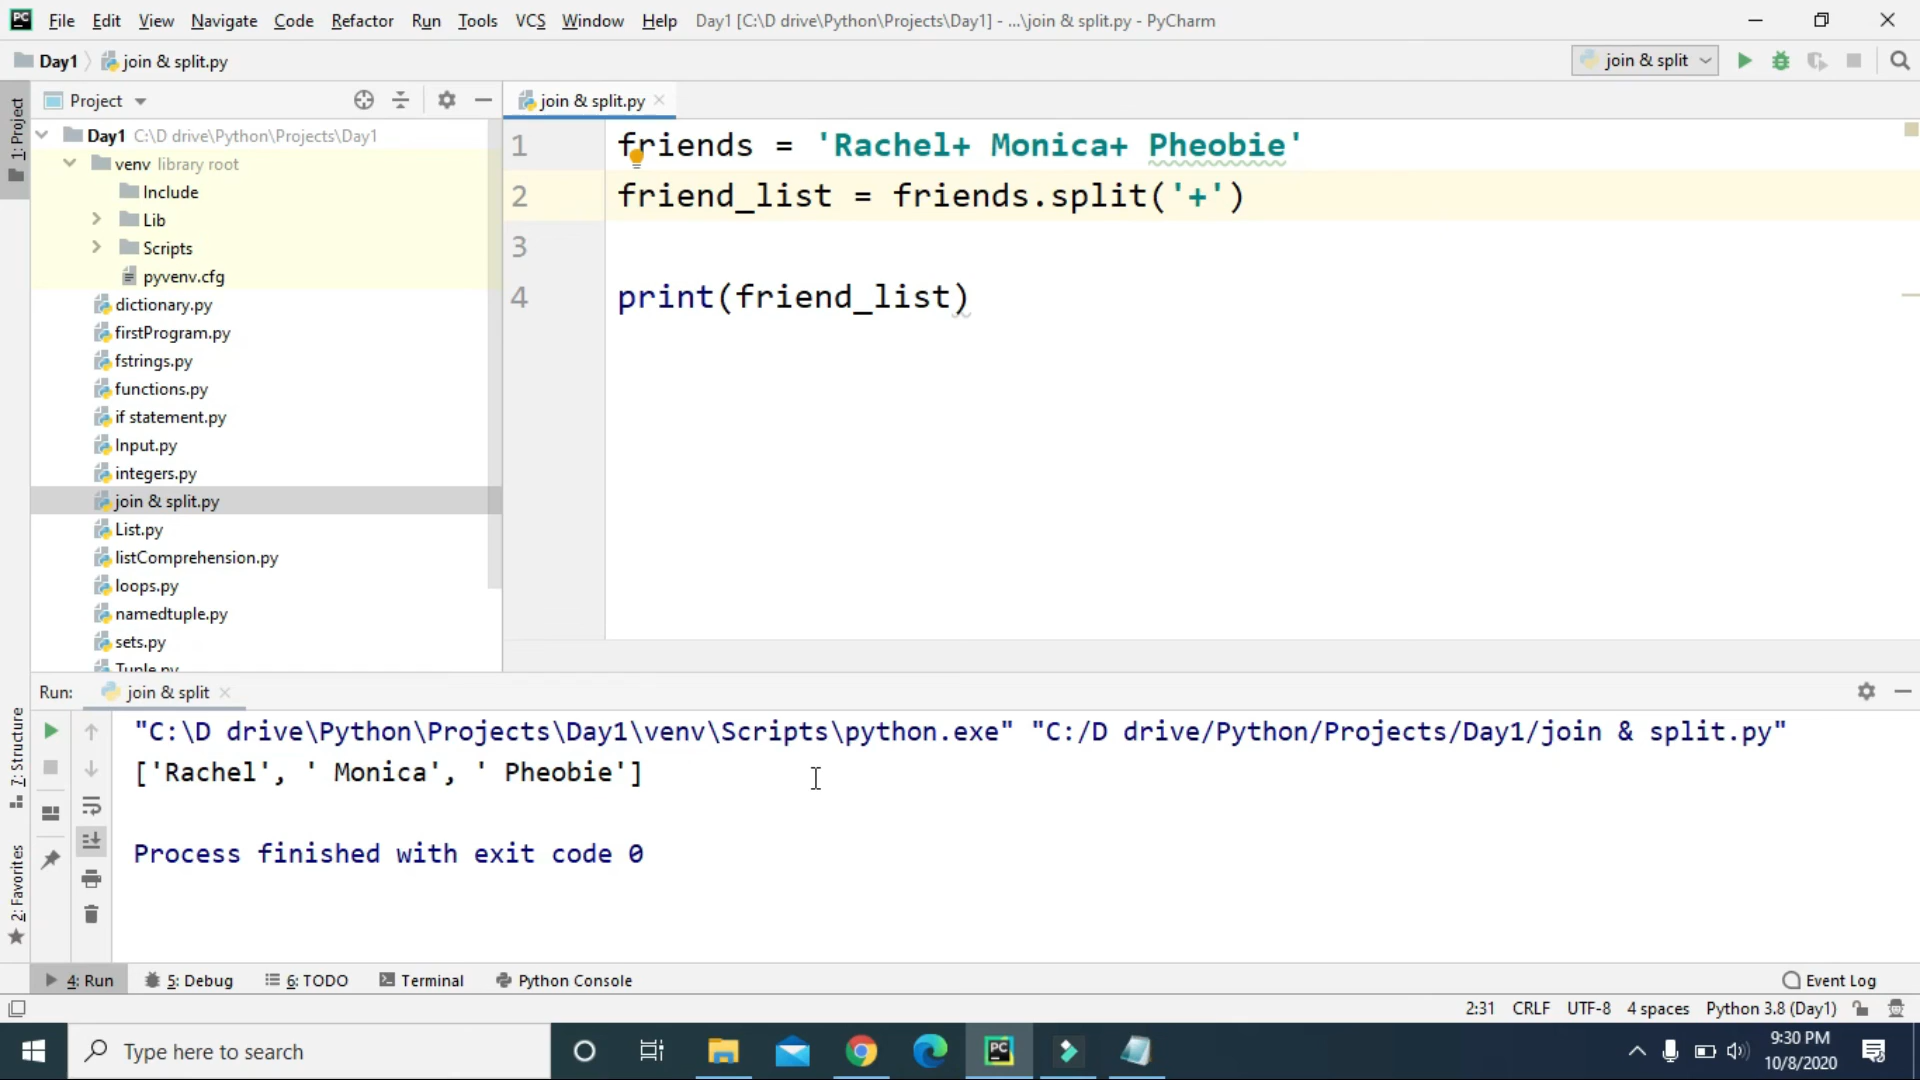 PC File Edit View Navigate Code Refactor Run Tools VCS Window Help Day1 [C:\D drive\Python\Projects\Day1] - ...\join & split.py - PyCharm
Day1 join & split.py join & split
1: Project
Project
join & split.py
Day1 C:\D drive\Python\Projects\Day1
venv library root
Include
Lib
Scripts
pyvenv.cfg
dictionary.py
firstProgram.py
fstrings.py
functions.py
if statement.py
Input.py
integers.py
join & split.py
List.py
listComprehension.py
loops.py
namedtuple.py
sets.py
Tuple.py
1 friends = 'Rachel+ Monica+ Pheobie'
2 friend_list = friends.split('+')
3
4 print(friend_list)
Run: join & split
7: Structure
2: Favorites
"C:\D drive\Python\Projects\Day1\venv\Scripts\python.exe" "C:/D drive/Python/Projects/Day1/join & split.py"
['Rachel', ' Monica', ' Pheobie']
Process finished with exit code 0
4: Run 5: Debug 6: TODO Terminal Python Console Event Log
2:31 CRLF UTF-8 4 spaces Python 3.8 (Day1)
Type here to search PC 9:30 PM
10/8/2020